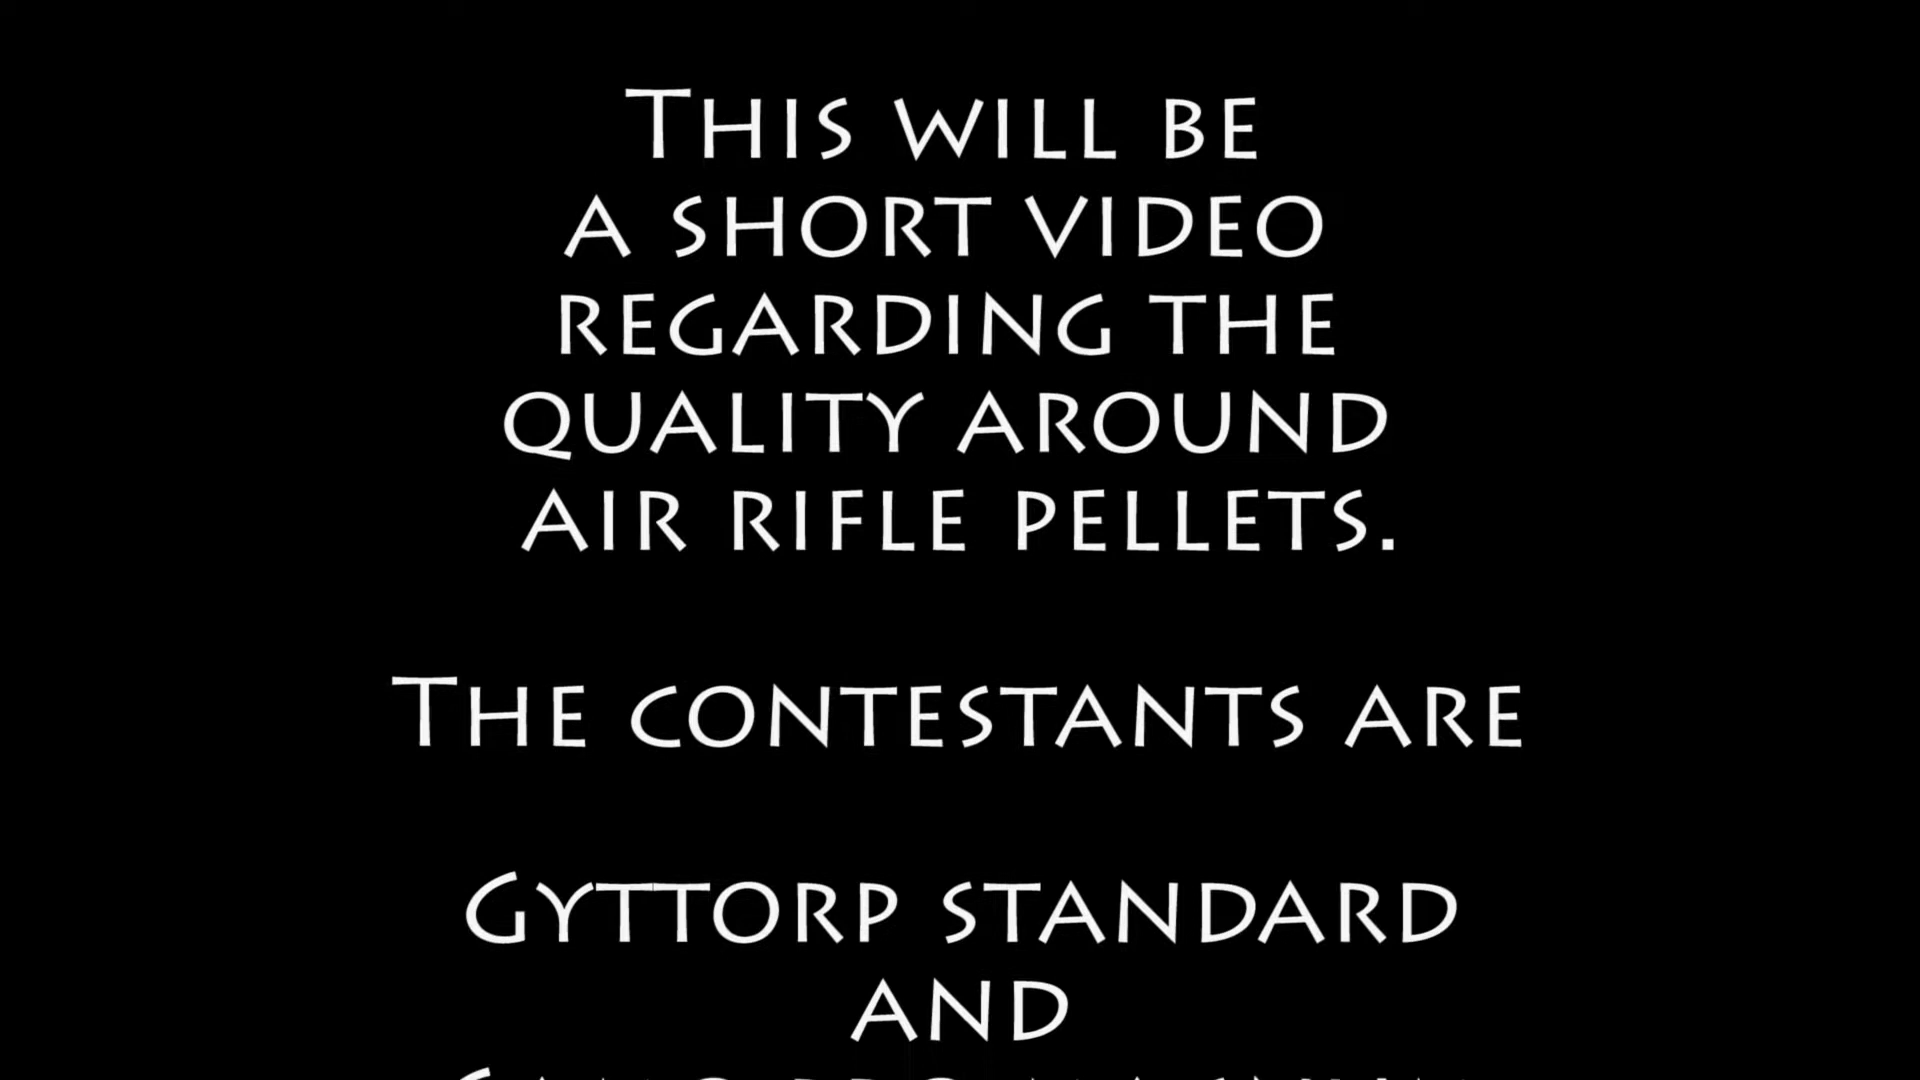 This will be
a short video
regarding the
quality around
air rifle pellets.
The contestants are
Gyttorp standard
and